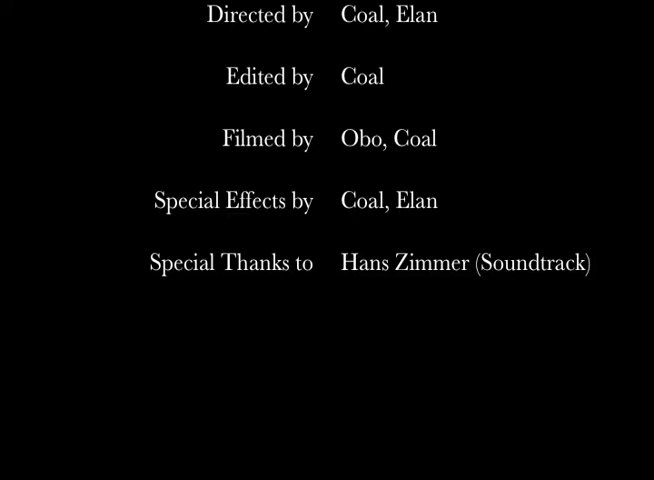 Directed by Coal, Elan
Edited by Coal
Filmed by Obo, Coal
Special Effects by Coal, Elan
Special Thanks to Hans Zimmer (Soundtrack)